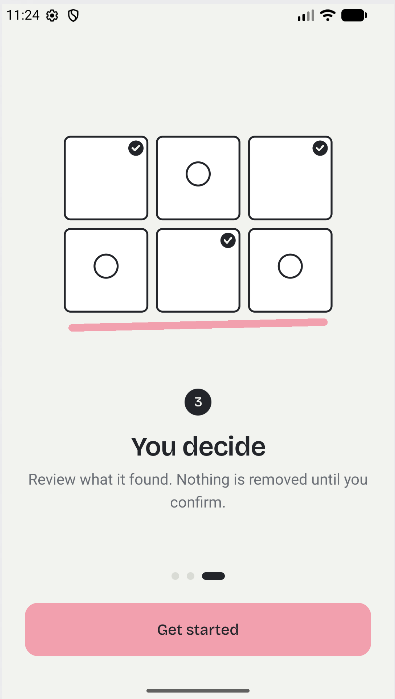 11:24
3
You decide
Review what it found. Nothing is removed until you
confirm.
Get started